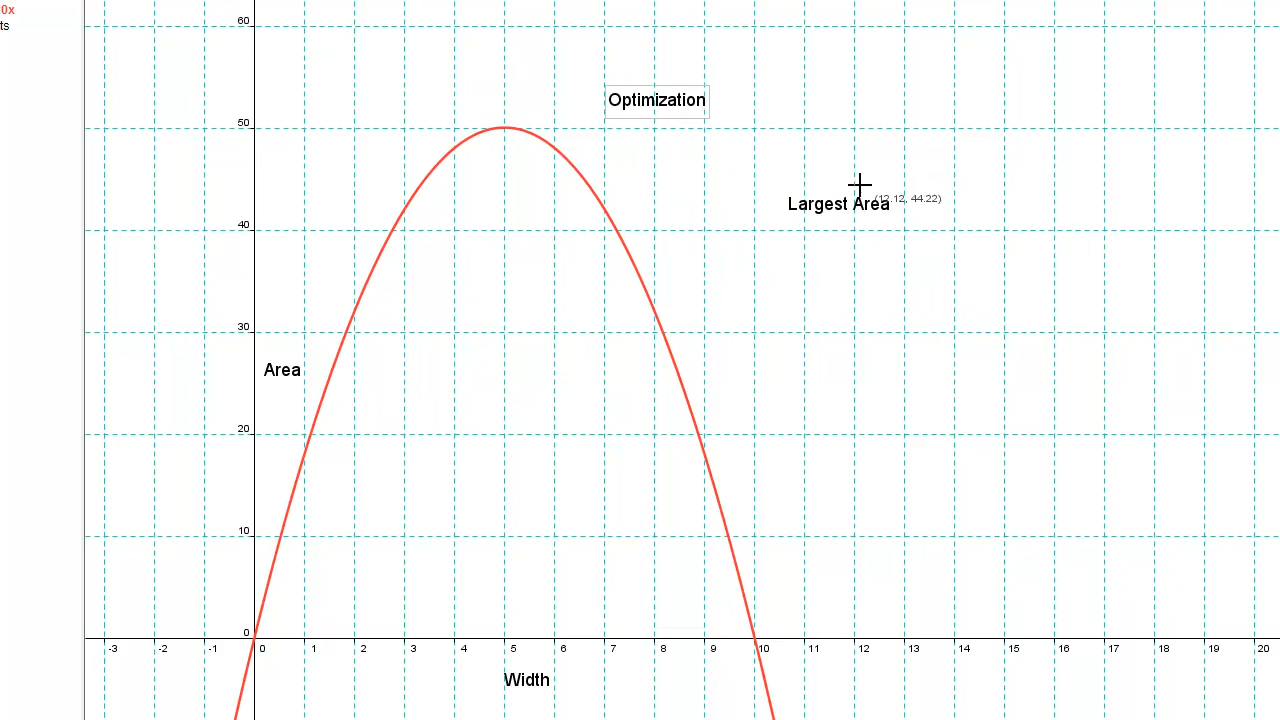 0x
ts
60
Optimization
50
(12.12, 44.22)
Largest Area
40
30
Area
20
10
0
-3 -2 -1 0 1 2 3 4 5 6 7 8 9 10 11 12 13 14 15 16 17 18 19 20
Width